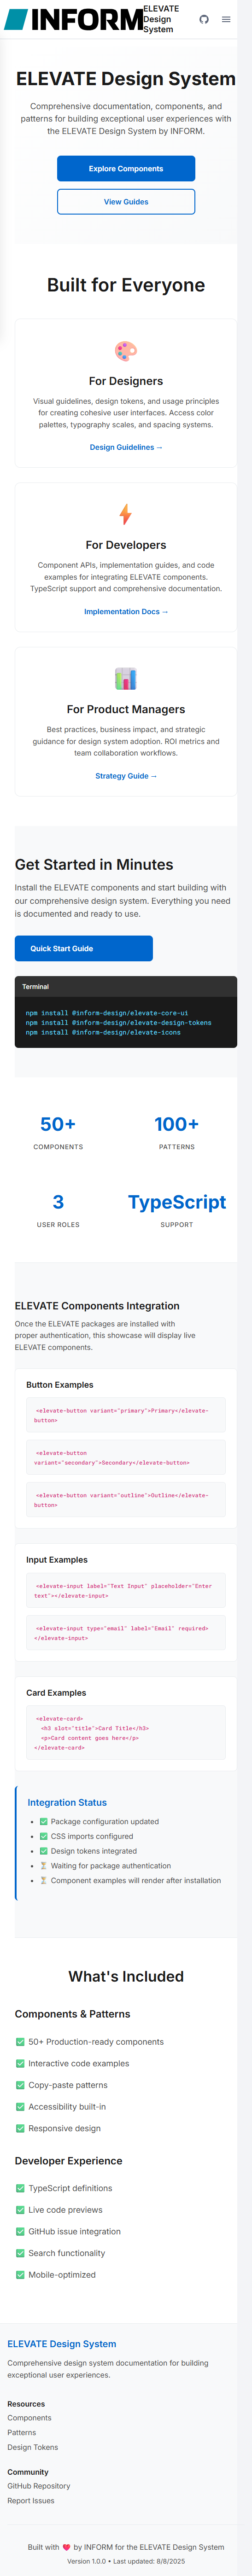 INFORM
ELEVATE
Design
System
ELEVATE Design System
Comprehensive documentation, components, and
patterns for building exceptional user experiences with
the ELEVATE Design System by INFORM.
Explore Components
View Guides
Built for Everyone
For Designers
Visual guidelines, design tokens, and usage principles
for creating cohesive user interfaces. Access color
palettes, typography scales, and spacing systems.
Design Guidelines →
For Developers
Component APIs, implementation guides, and code
examples for integrating ELEVATE components.
TypeScript support and comprehensive documentation.
Implementation Docs →
For Product Managers
Best practices, business impact, and strategic
guidance for design system adoption. ROI metrics and
team collaboration workflows.
Strategy Guide →
Get Started in Minutes
Install the ELEVATE components and start building with
our comprehensive design system. Everything you need
is documented and ready to use.
Quick Start Guide
Terminal
npm install @inform-design/elevate-core-ui
npm install @inform-design/elevate-design-tokens
npm install @inform-design/elevate-icons
50+
COMPONENTS
100+
PATTERNS
3
USER ROLES
TypeScript
SUPPORT
ELEVATE Components Integration
Once the ELEVATE packages are installed with
proper authentication, this showcase will display live
ELEVATE components.
Button Examples
<elevate-button variant="primary">Primary</elevate-
button>
<elevate-button
variant="secondary">Secondary</elevate-button>
<elevate-button variant="outline">Outline</elevate-
button>
Input Examples
<elevate-input label="Text Input" placeholder="Enter
text"></elevate-input>
<elevate-input type="email" label="Email" required>
</elevate-input>
Card Examples
<elevate-card>
<h3 slot="title">Card Title</h3>
<p>Card content goes here</p>
</elevate-card>
Integration Status
• ✅ Package configuration updated
• ✅ CSS imports configured
• ✅ Design tokens integrated
• ⏳ Waiting for package authentication
• ⏳ Component examples will render after installation
What's Included
Components & Patterns
✅ 50+ Production-ready components
✅ Interactive code examples
✅ Copy-paste patterns
✅ Accessibility built-in
✅ Responsive design
Developer Experience
✅ TypeScript definitions
✅ Live code previews
✅ GitHub issue integration
✅ Search functionality
✅ Mobile-optimized
ELEVATE Design System
Comprehensive design system documentation for building
exceptional user experiences.
Resources
Components
Patterns
Design Tokens
Community
GitHub Repository
Report Issues
Built with ❤️ by INFORM for the ELEVATE Design System
Version 1.0.0 • Last updated: 8/8/2025